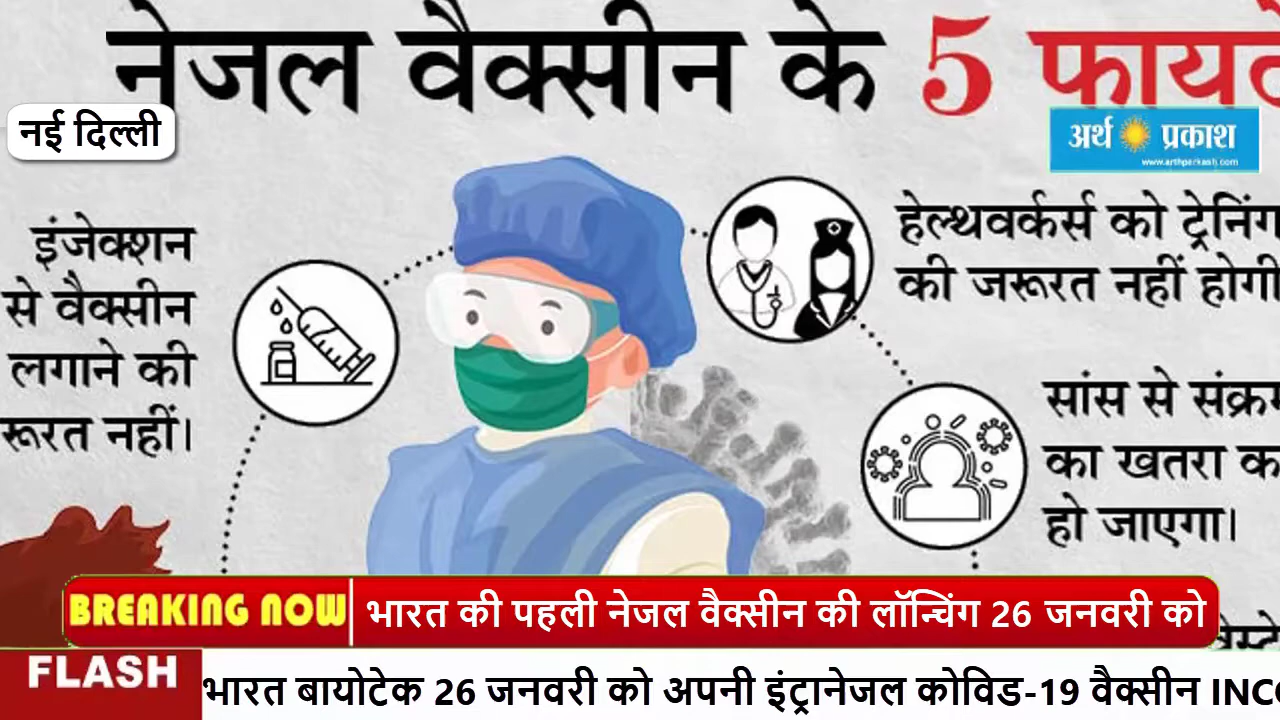 नेजल वैक्सीन के 5
नई दिल्ली
अर्थ प्रकाश
www.arthparkash.com
इंजेक्शन
से वैक्सीन
लगाने की
नहीं।
हेल्थवर्कर्स को ट्रेनिंग
की जरूरत नहीं होगी
सांस से
का खतरा
हो जाएगा।
BREAKING NOW भारत की पहली नेजल वैक्सीन की लॉन्चिंग 26 जनवरी को
FLASH भारत बायोटेक 26 जनवरी को अपनी इंट्रानेजल कोविड-19 वैक्सीन